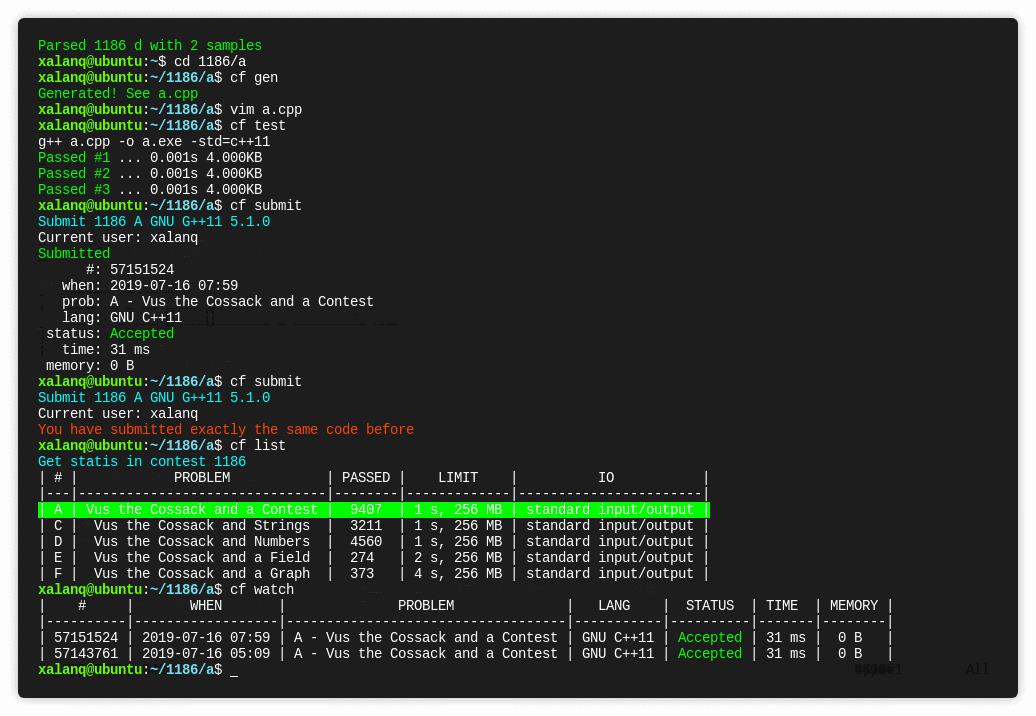 Parsed 1186 d with 2 samples
xalanq@ubuntu:~$ cd 1186/a
xalanq@ubuntu:~/1186/a$ cf gen
Generated! See a.cpp
xalanq@ubuntu:~/1186/a$ vim a.cpp
xalanq@ubuntu:~/1186/a$ cf test
g++ a.cpp -o a.exe -std=c++11
Passed #1 ... 0.001s 4.000KB
Passed #2 ... 0.001s 4.000KB
Passed #3 ... 0.001s 4.000KB
xalanq@ubuntu:~/1186/a$ cf submit
Submit 1186 A GNU G++11 5.1.0
Current user: xalanq
Submitted
      #: 57151524
   when: 2019-07-16 07:59
   prob: A - Vus the Cossack and a Contest
   lang: GNU C++11
 status: Accepted
   time: 31 ms
 memory: 0 B
xalanq@ubuntu:~/1186/a$ cf submit
Submit 1186 A GNU G++11 5.1.0
Current user: xalanq
You have submitted exactly the same code before
xalanq@ubuntu:~/1186/a$ cf list
Get statis in contest 1186
| # |            PROBLEM            | PASSED |    LIMIT    |          IO           |
|---|-------------------------------|--------|-------------|-----------------------|
| A | Vus the Cossack and a Contest |  9407  | 1 s, 256 MB | standard input/output |
| C |  Vus the Cossack and Strings  |  3211  | 1 s, 256 MB | standard input/output |
| D |  Vus the Cossack and Numbers  |  4560  | 1 s, 256 MB | standard input/output |
| E |  Vus the Cossack and a Field  |  274   | 2 s, 256 MB | standard input/output |
| F |  Vus the Cossack and a Graph  |  373   | 4 s, 256 MB | standard input/output |
xalanq@ubuntu:~/1186/a$ cf watch
|    #     |       WHEN       |              PROBLEM              |   LANG    |  STATUS  | TIME  | MEMORY |
|----------|------------------|-----------------------------------|-----------|----------|-------|--------|
| 57151524 | 2019-07-16 07:59 | A - Vus the Cossack and a Contest | GNU C++11 | Accepted | 31 ms |  0 B   |
| 57143761 | 2019-07-16 05:09 | A - Vus the Cossack and a Contest | GNU C++11 | Accepted | 31 ms |  0 B   |
xalanq@ubuntu:~/1186/a$ _ All